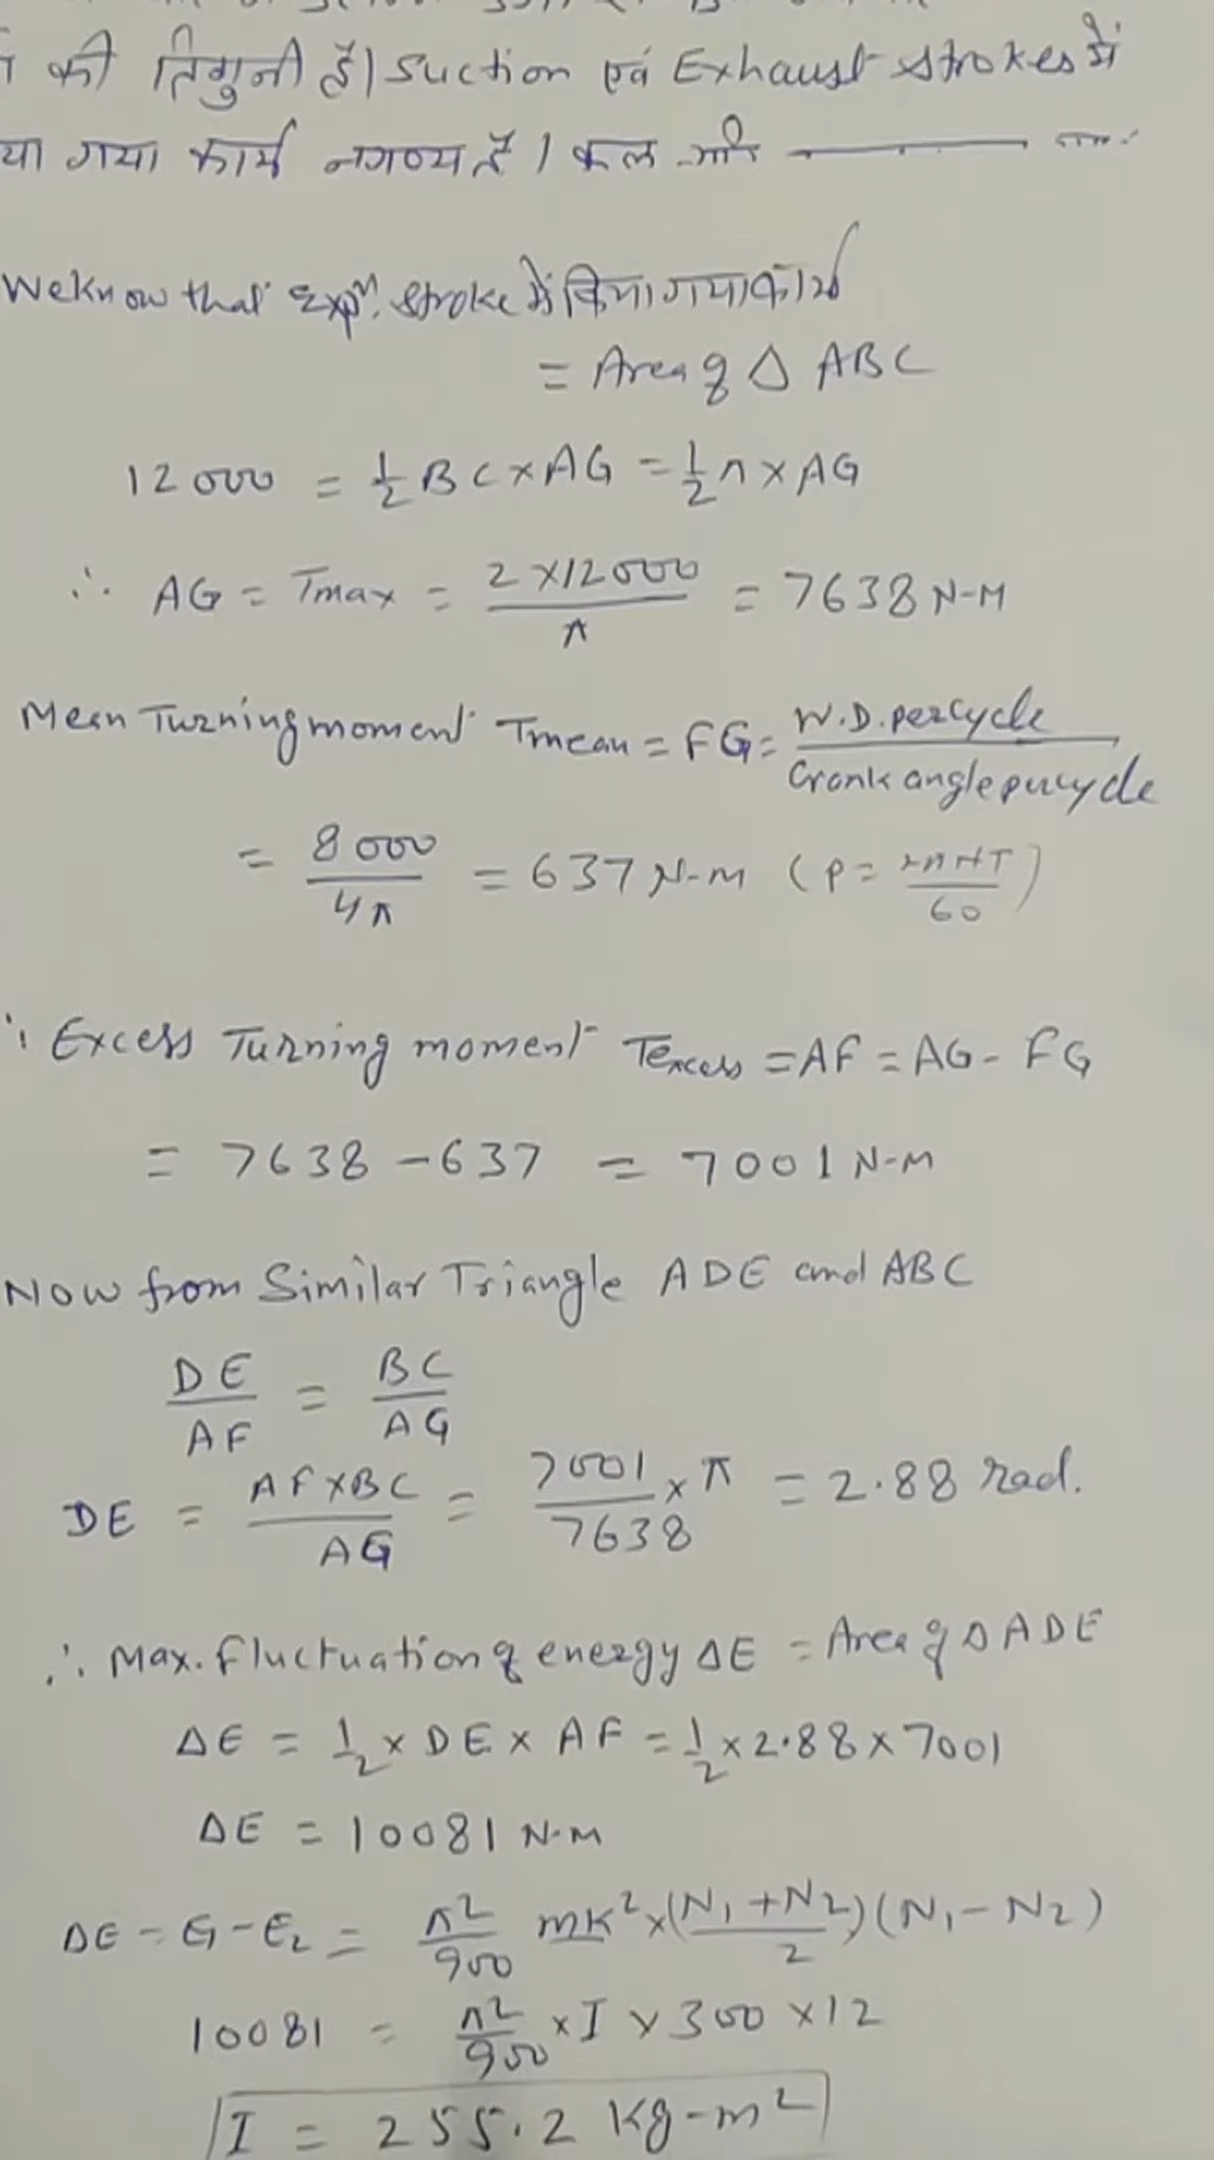 की तिगुनी है। Suction एवं Exhaust strokes में
या गया कार्य नगण्य है। कुल
We know that Expn. stroke में किया गया कार्य
= Area of Δ ABC
12000 = 1/2 BC × AG = 1/2 π × AG
∴ AG = Tmax = 2×12000/π = 7638 N-M
Mean Turning moment Tmean = FG = W.D. per cycle/Crank angle per cycle
= 8000/4π = 637 N-m (P = 2πNT/60)
∴ Excess Turning moment Texcess = AF = AG - FG
= 7638 - 637 = 7001 N-M
Now from Similar Triangle ADE and ABC
DE/AF = BC/AG
DE = AF×BC/AG = 7001/7638 × π = 2.88 rad.
∴ Max. fluctuation of energy ΔE = Area of Δ ADE
ΔE = 1/2 × DE × AF = 1/2 × 2.88 × 7001
ΔE = 10081 N-M
ΔE = E1 - E2 = π²/900 mK² × (N1 + N2/2) (N1 - N2)
10081 = π²/900 × I × 300 × 12
I = 255.2 Kg-m²